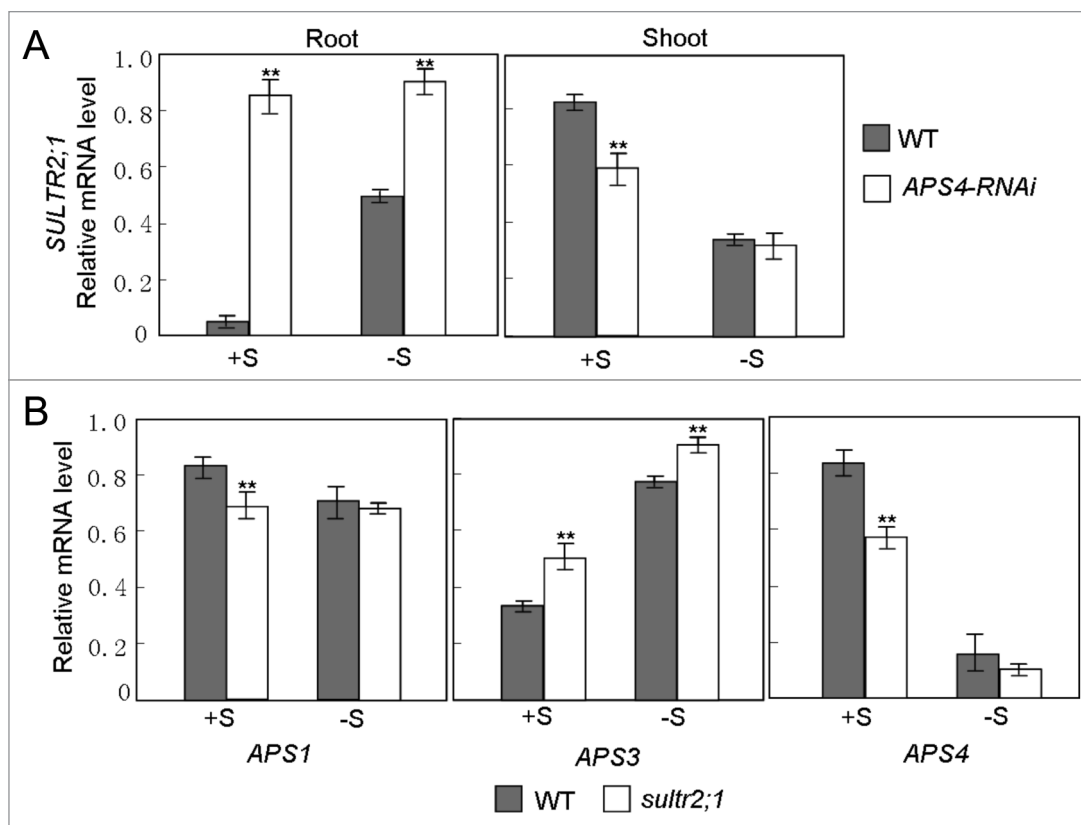 A
Root
Shoot
SULTR2;1
Relative mRNA level
1.0
0.8
0.6
0.4
0.2
0
**
**
**
+S
-S
+S
-S
WT
APS4-RNAi
B
Relative mRNA level
1.0
0.8
0.6
0.4
0.2
0
**
**
**
**
+S
-S
+S
-S
+S
-S
APS1
APS3
APS4
WT
sultr2;1